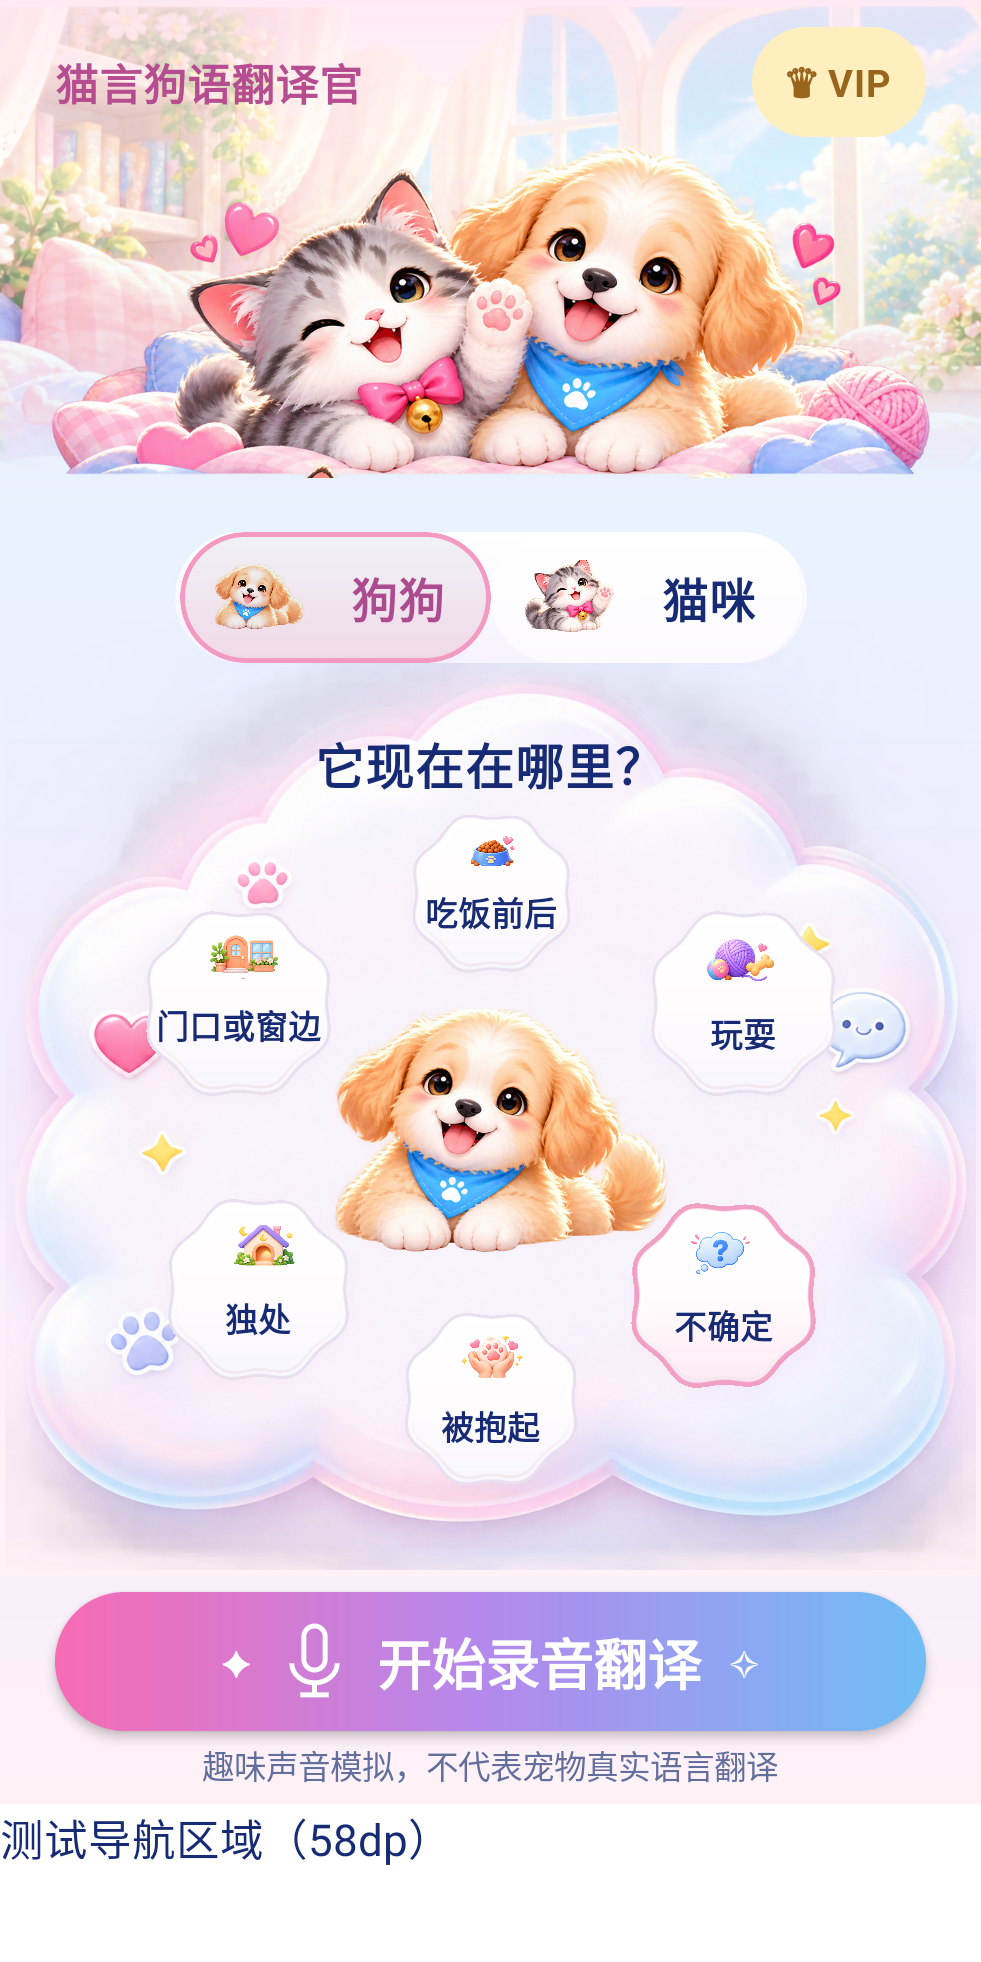 猫言狗语翻译官
VIP
狗狗
猫咪
它现在在哪里？
吃饭前后
门口或窗边
玩耍
独处
不确定
被抱起
开始录音翻译
趣味声音模拟，不代表宠物真实语言翻译
测试导航区域（58dp）